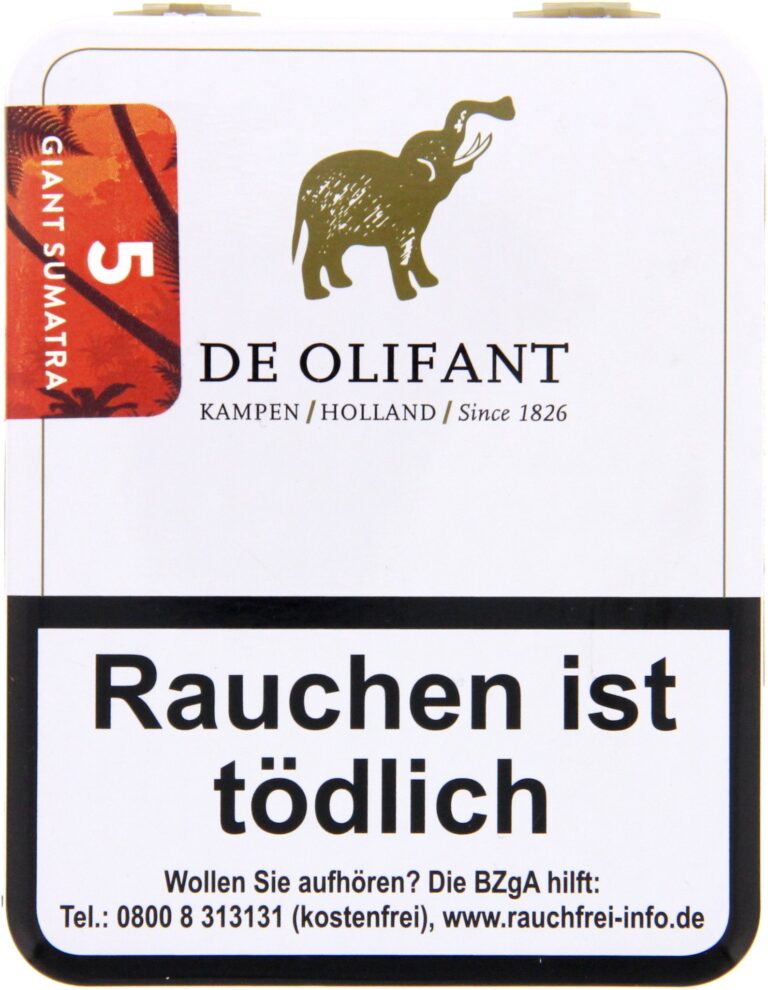 5
GIANT SUMATRA
DE OLIFANT
KAMPEN / HOLLAND / Since 1826
Rauchen ist
tödlich
Wollen Sie aufhören? Die BZgA hilft:
Tel.: 0800 8 313131 (kostenfrei), www.rauchfrei-info.de